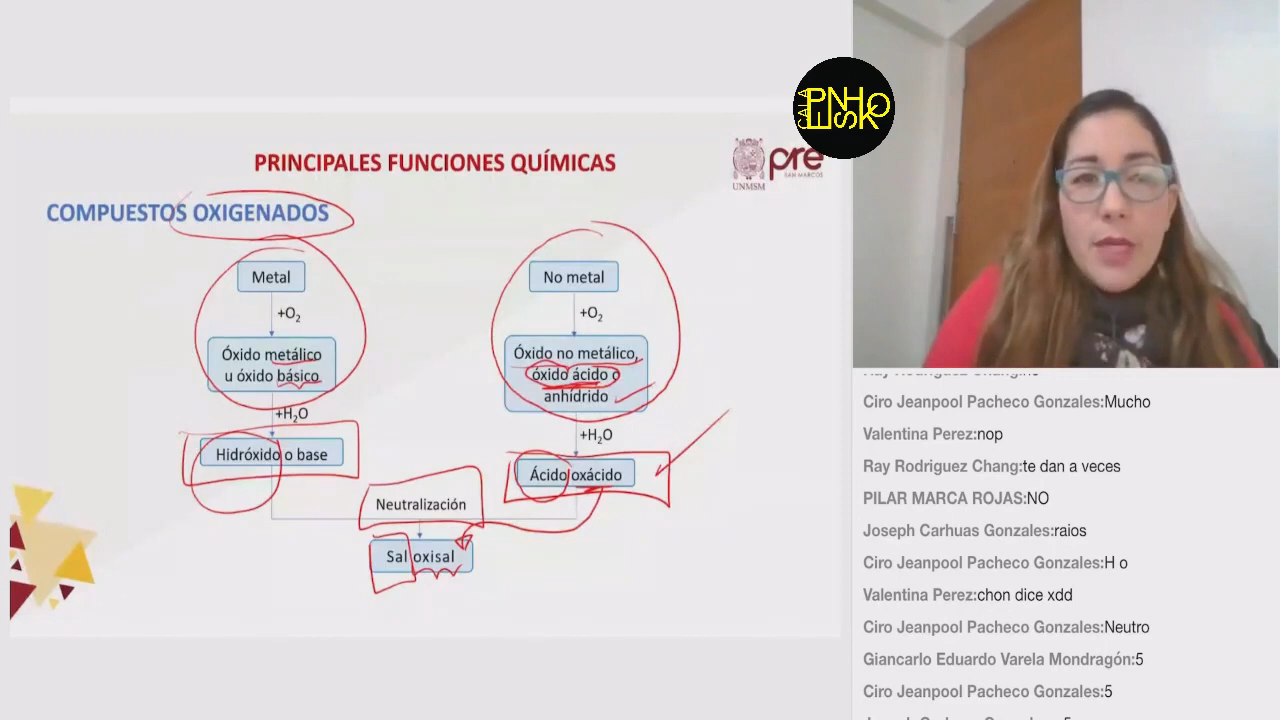 PRINCIPALES FUNCIONES QUÍMICAS
UNMSM
pre
SAN MARCOS
COMPUESTOS OXIGENADOS
Metal
+O₂
Óxido metálico
u óxido básico
+H₂O
Hidróxido o base
No metal
+O₂
Óxido no metálico,
óxido ácido o
anhídrido
+H₂O
Ácido oxácido
Neutralización
Sal oxisal
Ciro Jeanpool Pacheco Gonzales:Mucho
Valentina Perez:nop
Ray Rodriguez Chang:te dan a veces
PILAR MARCA ROJAS:NO
Joseph Carhuas Gonzales:raios
Ciro Jeanpool Pacheco Gonzales:H o
Valentina Perez:chon dice xdd
Ciro Jeanpool Pacheco Gonzales:Neutro
Giancarlo Eduardo Varela Mondragón:5
Ciro Jeanpool Pacheco Gonzales:5